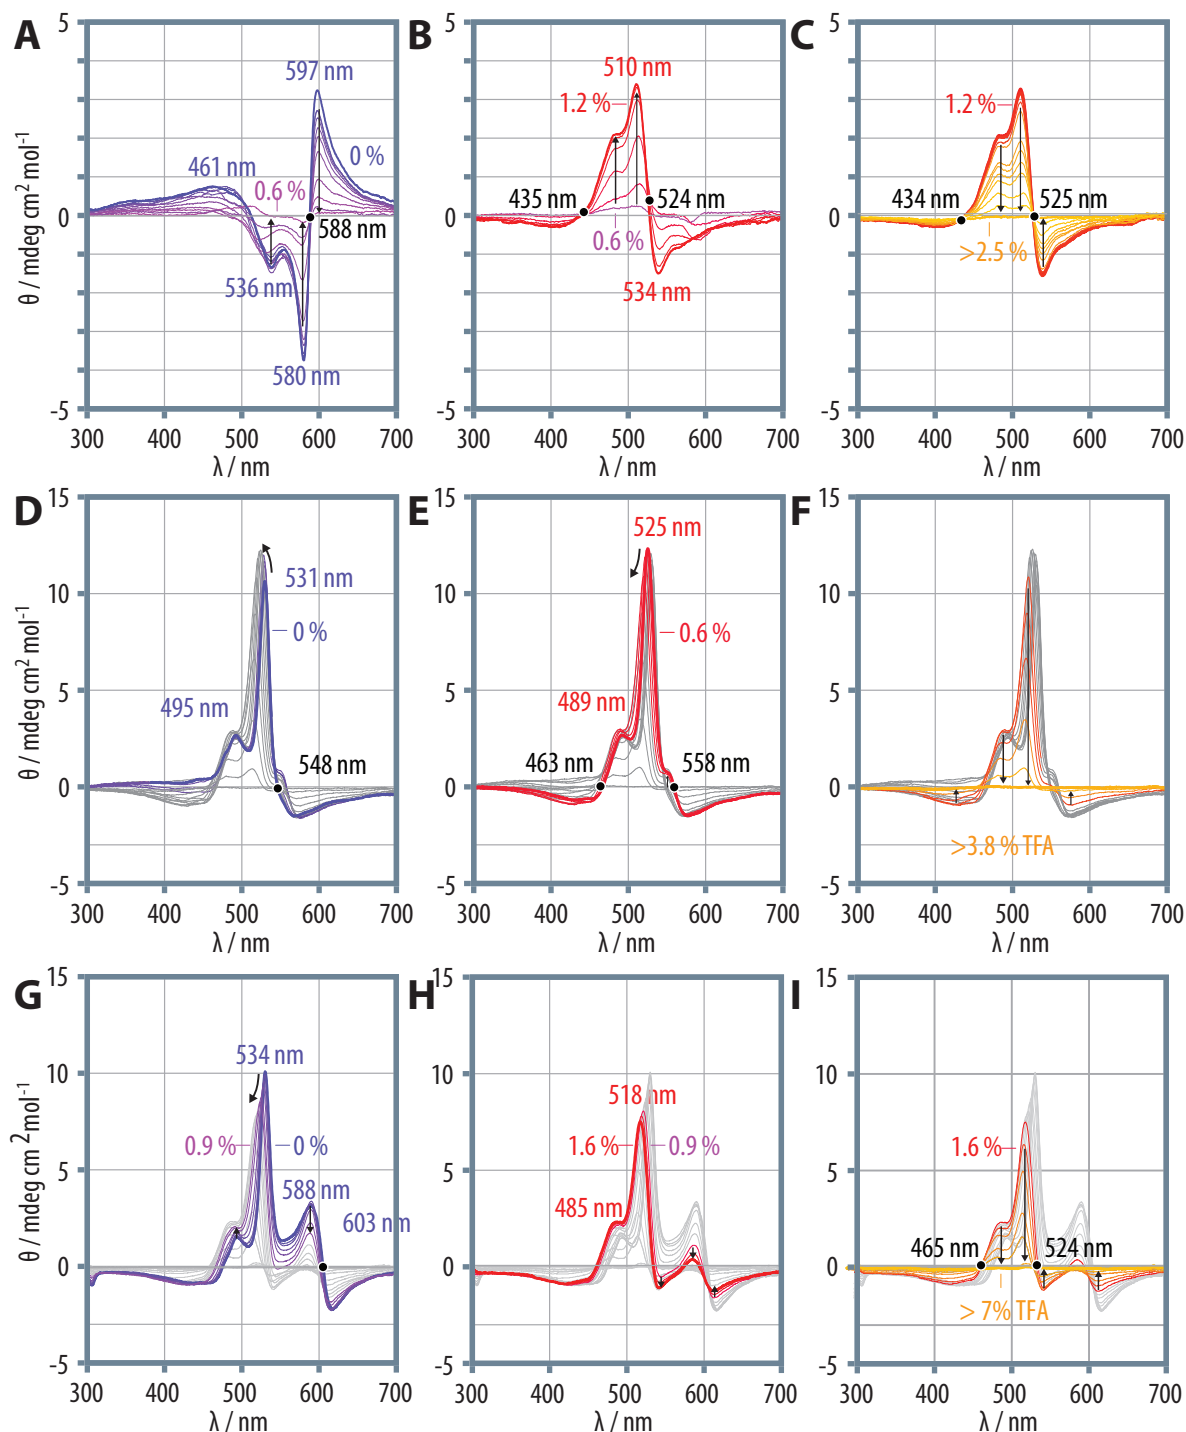 A
5
0
-5
θ / mdeg cm² mol⁻¹
597 nm
461 nm
0 %
0.6 %
588 nm
536 nm
580 nm
300 400 500 600 700
λ / nm
B
5
0
-5
510 nm
1.2 %
435 nm
524 nm
0.6 %
534 nm
300 400 500 600 700
λ / nm
C
5
0
-5
1.2 %
434 nm
525 nm
>2.5 %
300 400 500 600 700
λ / nm
D
15
10
5
0
-5
θ / mdeg cm² mol⁻¹
531 nm
0 %
495 nm
548 nm
300 400 500 600 700
λ / nm
E
15
10
5
0
-5
525 nm
0.6 %
489 nm
463 nm
558 nm
300 400 500 600 700
λ / nm
F
15
10
5
0
-5
>3.8 % TFA
300 400 500 600 700
λ / nm
G
15
10
5
0
-5
θ / mdeg cm ² mol⁻¹
534 nm
0.9 %
0 %
588 nm
603 nm
300 400 500 600 700
λ / nm
H
15
10
5
0
-5
518 nm
1.6 %
0.9 %
485 nm
300 400 500 600 700
λ / nm
I
15
10
5
0
-5
1.6 %
465 nm
524 nm
> 7% TFA
300 400 500 600 700
λ / nm